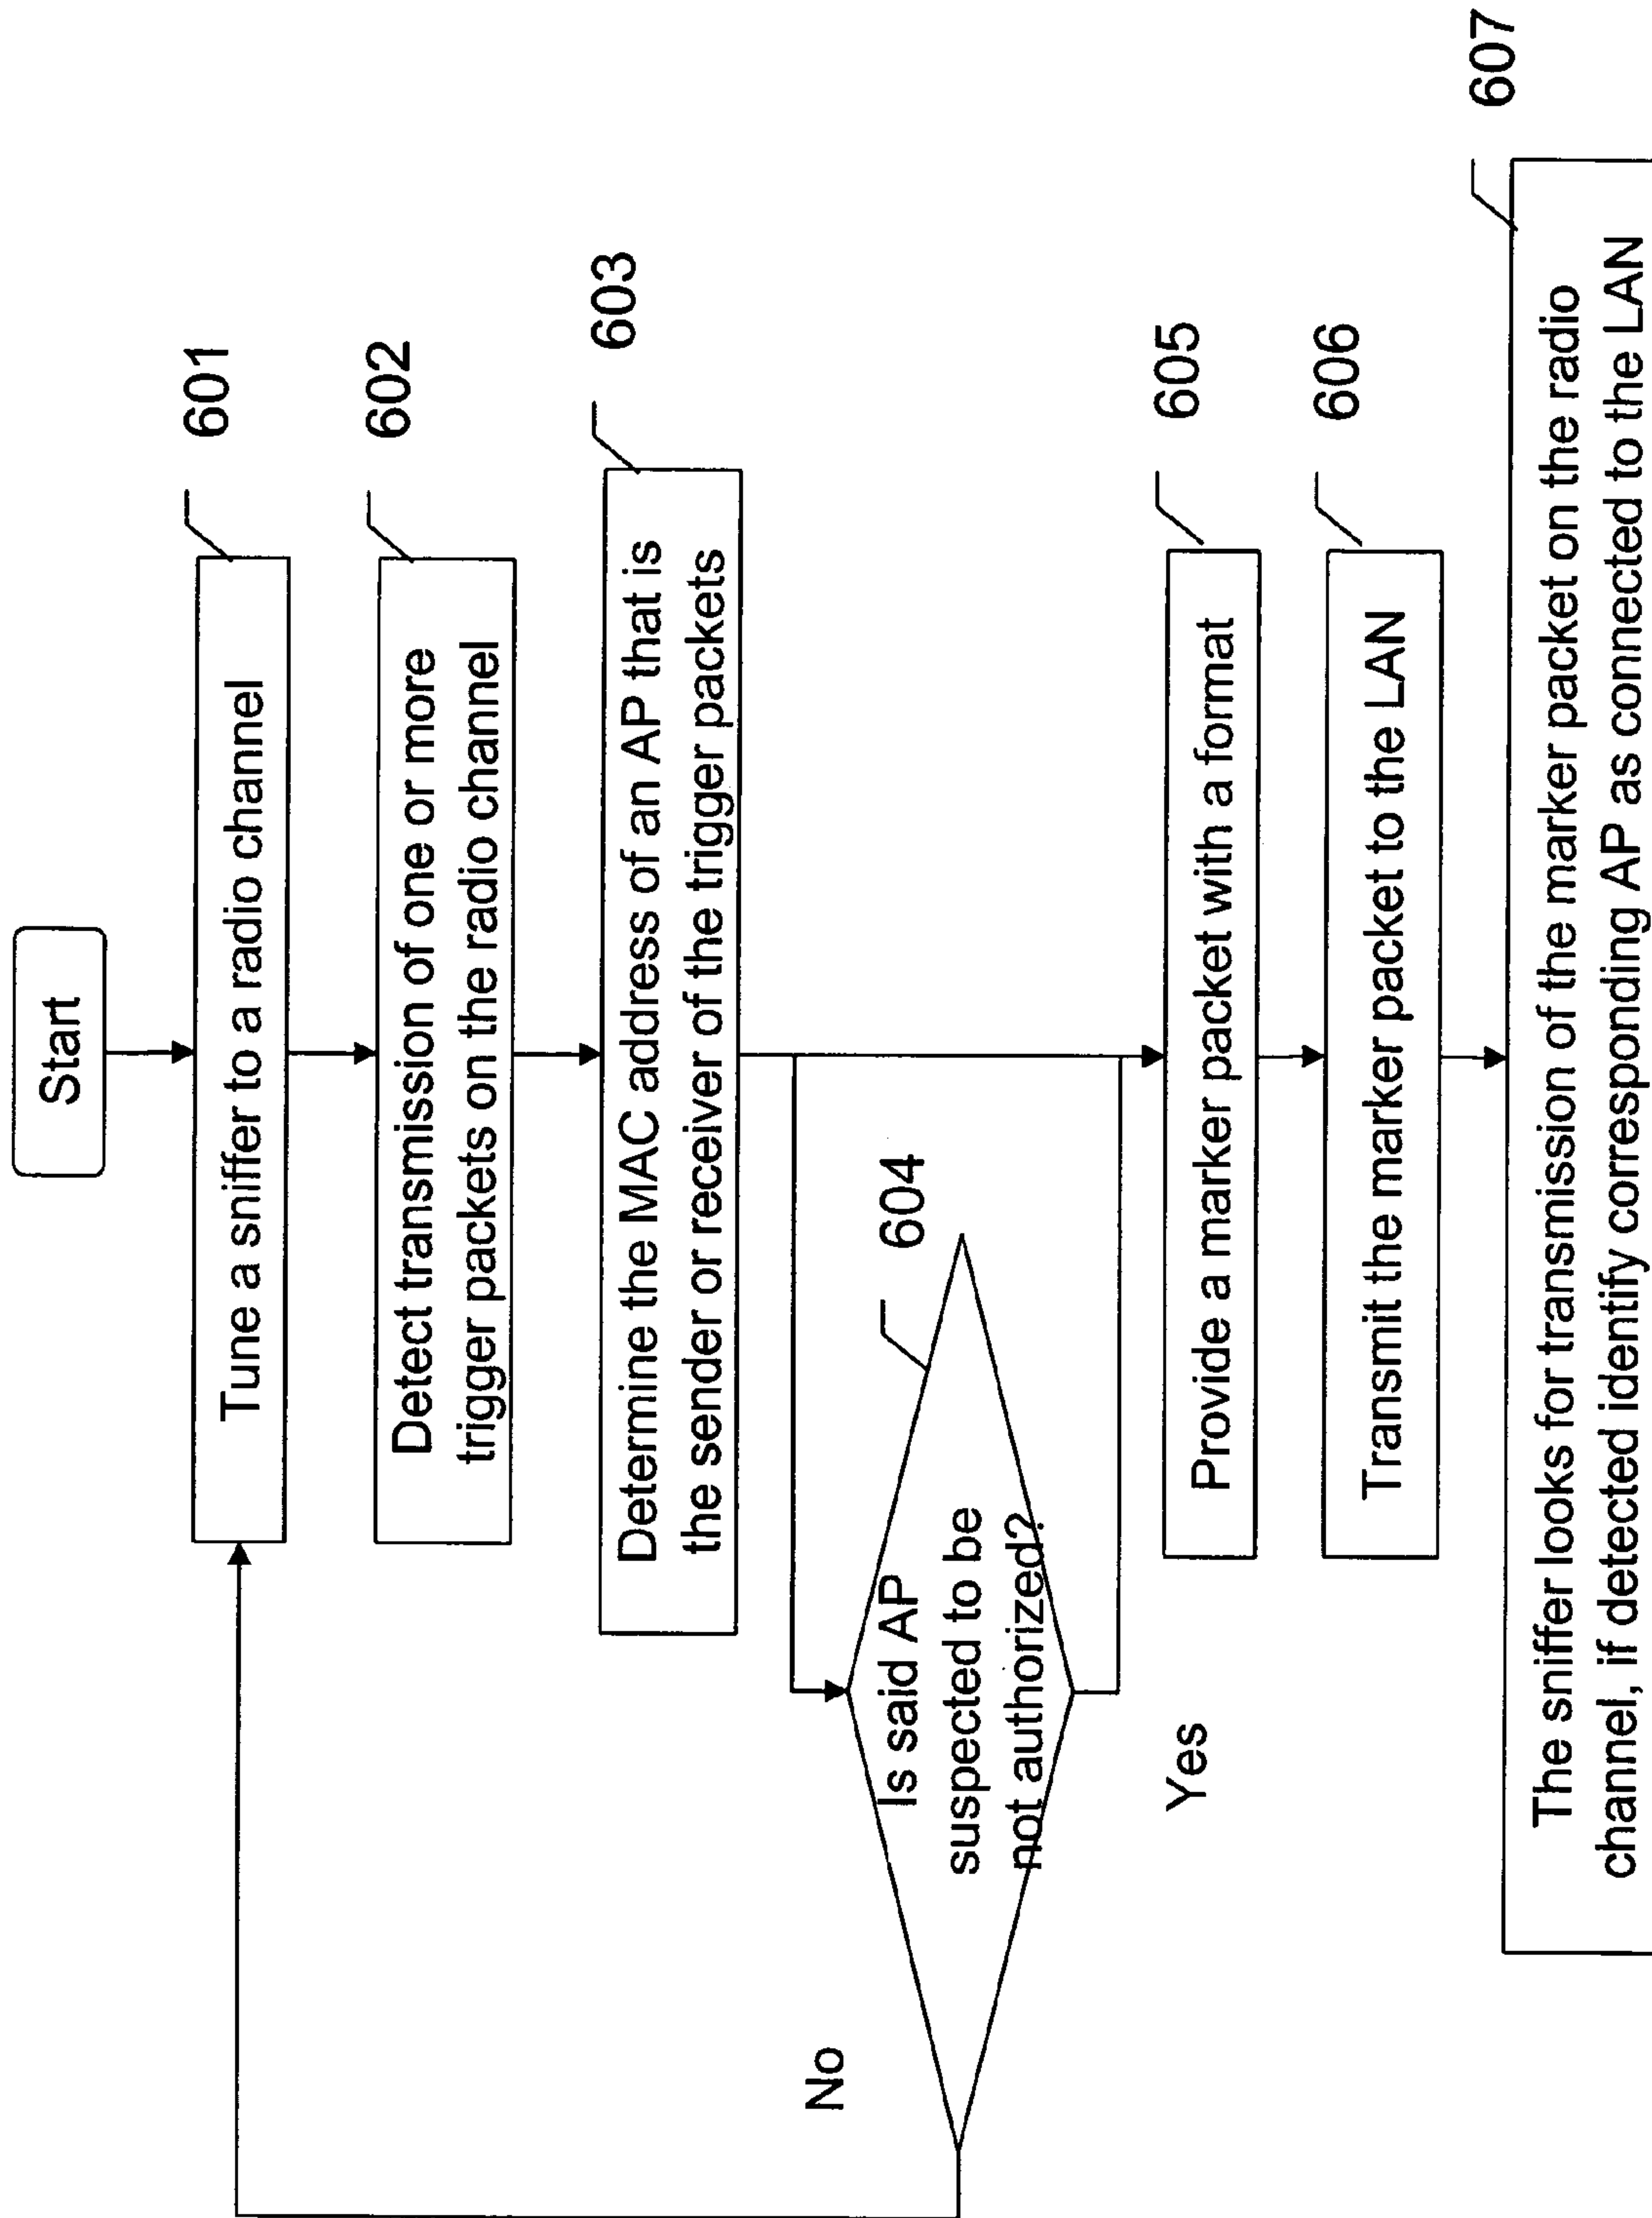 Start
601
Tune a sniffer to a radio channel
602
Detect transmission of one or more
trigger packets on the radio channel
603
Determine the MAC address of an AP that is
the sender or receiver of the trigger packets
604
Is said AP
suspected to be
not authorized?
No
Yes
605
Provide a marker packet with a format
606
Transmit the marker packet to the LAN
607
The sniffer looks for transmission of the marker packet on the radio
channel, if detected identify corresponding AP as connected to the LAN